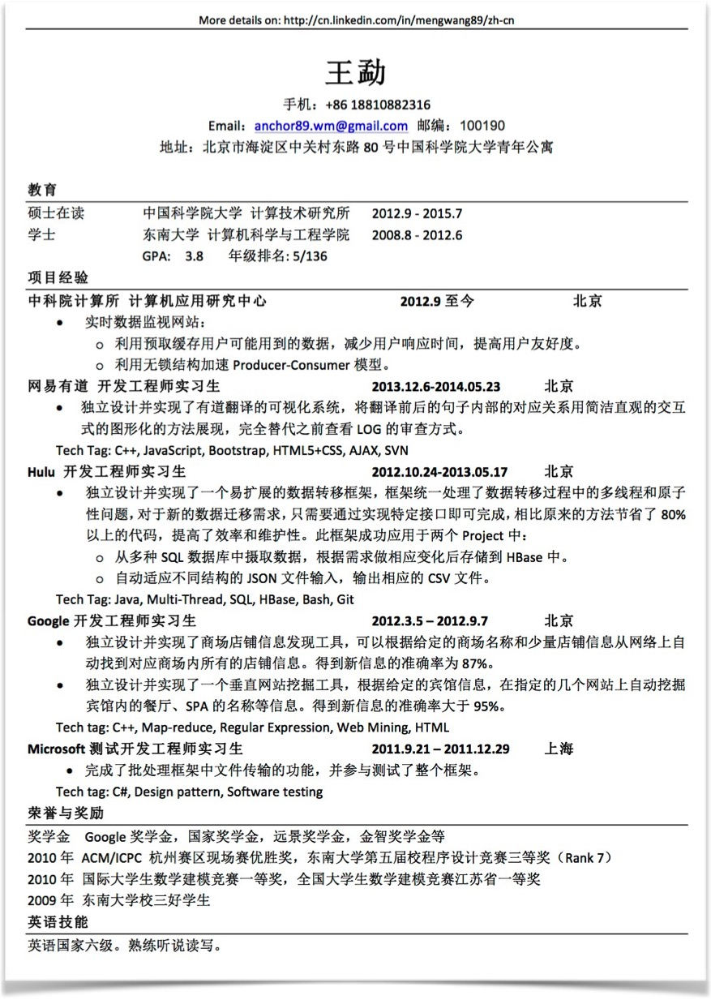 More details on: http://cn.linkedin.com/in/mengwang89/zh-cn
王勐
手机：+86 18810882316
Email：anchor89.wm@gmail.com 邮编：100190
地址：北京市海淀区中关村东路 80 号中国科学院大学青年公寓
教育
硕士在读 中国科学院大学 计算技术研究所 2012.9 - 2015.7
学士 东南大学 计算机科学与工程学院 2008.8 - 2012.6
GPA: 3.8 年级排名: 5/136
项目经验
中科院计算所 计算机应用研究中心 2012.9 至今 北京
• 实时数据监视网站：
o 利用预取缓存用户可能用到的数据，减少用户响应时间，提高用户友好度。
o 利用无锁结构加速 Producer-Consumer 模型。
网易有道 开发工程师实习生 2013.12.6-2014.05.23 北京
• 独立设计并实现了有道翻译的可视化系统，将翻译前后的句子内部的对应关系用简洁直观的交互
式的图形化的方法展现，完全替代之前查看 LOG 的审查方式。
Tech Tag: C++, JavaScript, Bootstrap, HTML5+CSS, AJAX, SVN
Hulu 开发工程师实习生 2012.10.24-2013.05.17 北京
• 独立设计并实现了一个易扩展的数据转移框架，框架统一处理了数据转移过程中的多线程和原子
性问题，对于新的数据迁移需求，只需要通过实现特定接口即可完成，相比原来的方法节省了 80%
以上的代码，提高了效率和维护性。此框架成功应用于两个 Project 中：
o 从多种 SQL 数据库中摄取数据，根据需求做相应变化后存储到 HBase 中。
o 自动适应不同结构的 JSON 文件输入，输出相应的 CSV 文件。
Tech Tag: Java, Multi-Thread, SQL, HBase, Bash, Git
Google 开发工程师实习生 2012.3.5 – 2012.9.7 北京
• 独立设计并实现了商场店铺信息发现工具，可以根据给定的商场名称和少量店铺信息从网络上自
动找到对应商场内所有的店铺信息。得到新信息的准确率为 87%。
• 独立设计并实现了一个垂直网站挖掘工具，根据给定的宾馆信息，在指定的几个网站上自动挖掘
宾馆内的餐厅、SPA 的名称等信息。得到新信息的准确率大于 95%。
Tech tag: C++, Map-reduce, Regular Expression, Web Mining, HTML
Microsoft 测试开发工程师实习生 2011.9.21 – 2011.12.29 上海
• 完成了批处理框架中文件传输的功能，并参与测试了整个框架。
Tech tag: C#, Design pattern, Software testing
荣誉与奖励
奖学金 Google 奖学金，国家奖学金，远景奖学金，金智奖学金等
2010 年 ACM/ICPC 杭州赛区现场赛优胜奖，东南大学第五届校程序设计竞赛三等奖（Rank 7）
2010 年 国际大学生数学建模竞赛一等奖，全国大学生数学建模竞赛江苏省一等奖
2009 年 东南大学校三好学生
英语技能
英语国家六级。熟练听说读写。